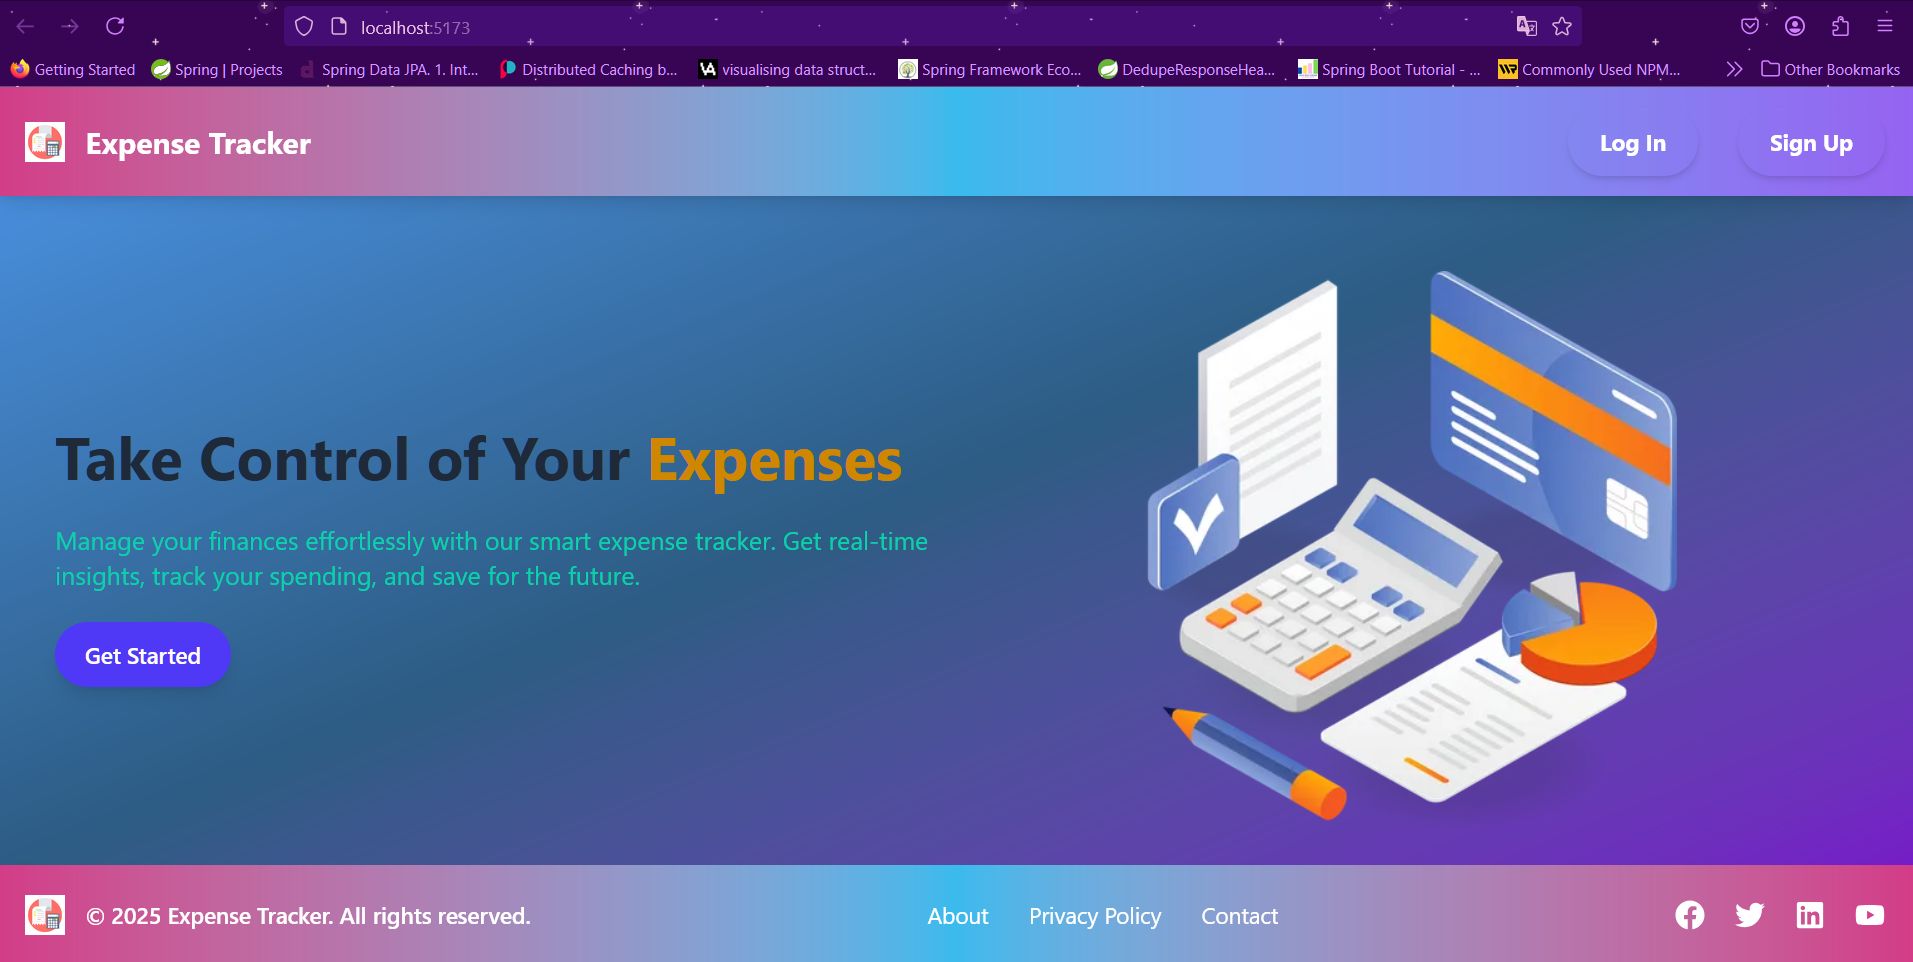 localhost:5173
Getting Started
Spring | Projects
Spring Data JPA. 1. Int...
Distributed Caching b...
visualising data struct...
Spring Framework Eco...
DedupeResponseHea...
Spring Boot Tutorial - ...
Commonly Used NPM...
Other Bookmarks
Expense Tracker
Log In
Sign Up
Take Control of Your Expenses
Manage your finances effortlessly with our smart expense tracker. Get real-time
insights, track your spending, and save for the future.
Get Started
© 2025 Expense Tracker. All rights reserved.
About
Privacy Policy
Contact